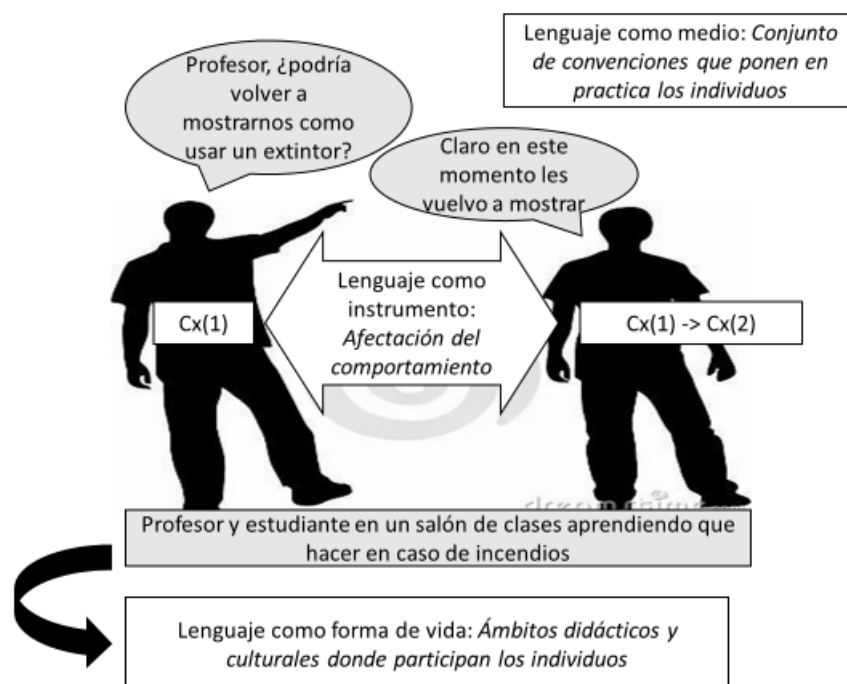 Lenguaje como medio: Conjunto
de convenciones que ponen en
practica los individuos
Profesor, ¿podría
volver a
mostrarnos como
usar un extintor?
Claro en este
momento les
vuelvo a mostrar
Lenguaje como
instrumento:
Afectación del
comportamiento
Cx(1)
Cx(1) -> Cx(2)
Profesor y estudiante en un salón de clases aprendiendo que
hacer en caso de incendios
Lenguaje como forma de vida: Ámbitos didácticos y
culturales donde participan los individuos